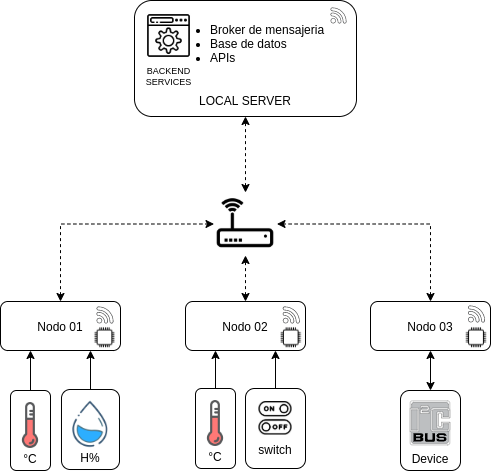 Broker de mensajeria
Base de datos
APIs
BACKEND
SERVICES
LOCAL SERVER
Nodo 01
Nodo 02
Nodo 03
°C
H%
°C
ON
OFF
switch
I²C
BUS
Device